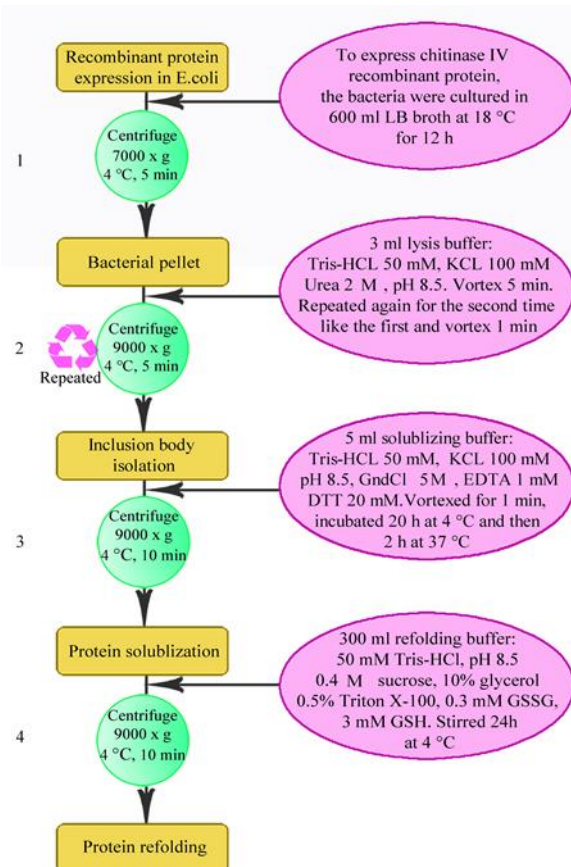 Recombinant protein
expression in E.coli
To express chitinase IV
recombinant protein,
the bacteria were cultured in
600 ml LB broth at 18 °C
for 12 h
1
Centrifuge
7000 x g
4 °C, 5 min
Bacterial pellet
3 ml lysis buffer:
Tris-HCL 50 mM, KCL 100 mM
Urea 2 M , pH 8.5. Vortex 5 min.
Repeated again for the second time
like the first and vortex 1 min
2
Repeated
Centrifuge
9000 x g
4 °C, 5 min
Inclusion body
isolation
5 ml solublizing buffer:
Tris-HCL 50 mM, KCL 100 mM
pH 8.5, GndCl 5M , EDTA 1 mM
DTT 20 mM.Vortexed for 1 min,
incubated 20 h at 4 °C and then
2 h at 37 °C
3
Centrifuge
9000 x g
4 °C, 10 min
Protein solublization
300 ml refolding buffer:
50 mM Tris-HCl, pH 8.5
0.4 M sucrose, 10% glycerol
0.5% Triton X-100, 0.3 mM GSSG,
3 mM GSH. Stirred 24h
at 4 °C
4
Centrifuge
9000 x g
4 °C, 10 min
Protein refolding